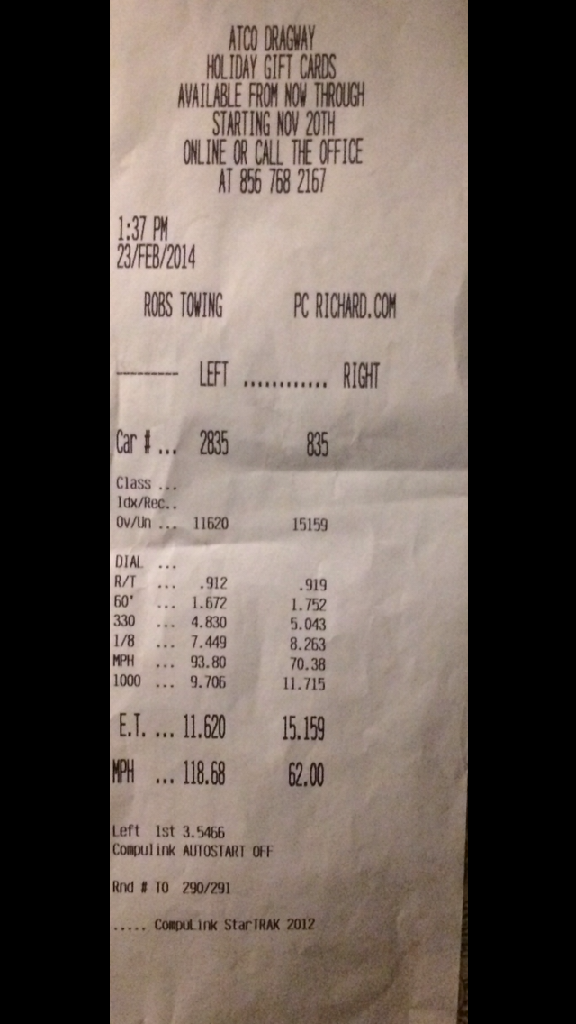 ATCO DRAGWAY
HOLIDAY GIFT CARDS
AVAILABLE FROM NOW THROUGH
STARTING NOV 20TH
ONLINE OR CALL THE OFFICE
AT 856 768 2167
1:37 PM
23/FEB/2014
ROBS TOWING PC RICHARD.COM
--------- LEFT ............ RIGHT
Car # ... 2835 835
Class ...
Idx/Rec..
Ov/Un ... 11620 15159
DIAL ...
R/T ... .912 .919
60' ... 1.672 1.752
330 ... 4.830 5.043
1/8 ... 7.449 8.263
MPH ... 93.80 70.38
1000 ... 9.706 11.715
E.T. ... 11.620 15.159
MPH ... 118.68 62.00
Left 1st 3.5466
Compulink AUTOSTART OFF
Rnd # TO 290/291
..... CompuLink StarTRAK 2012